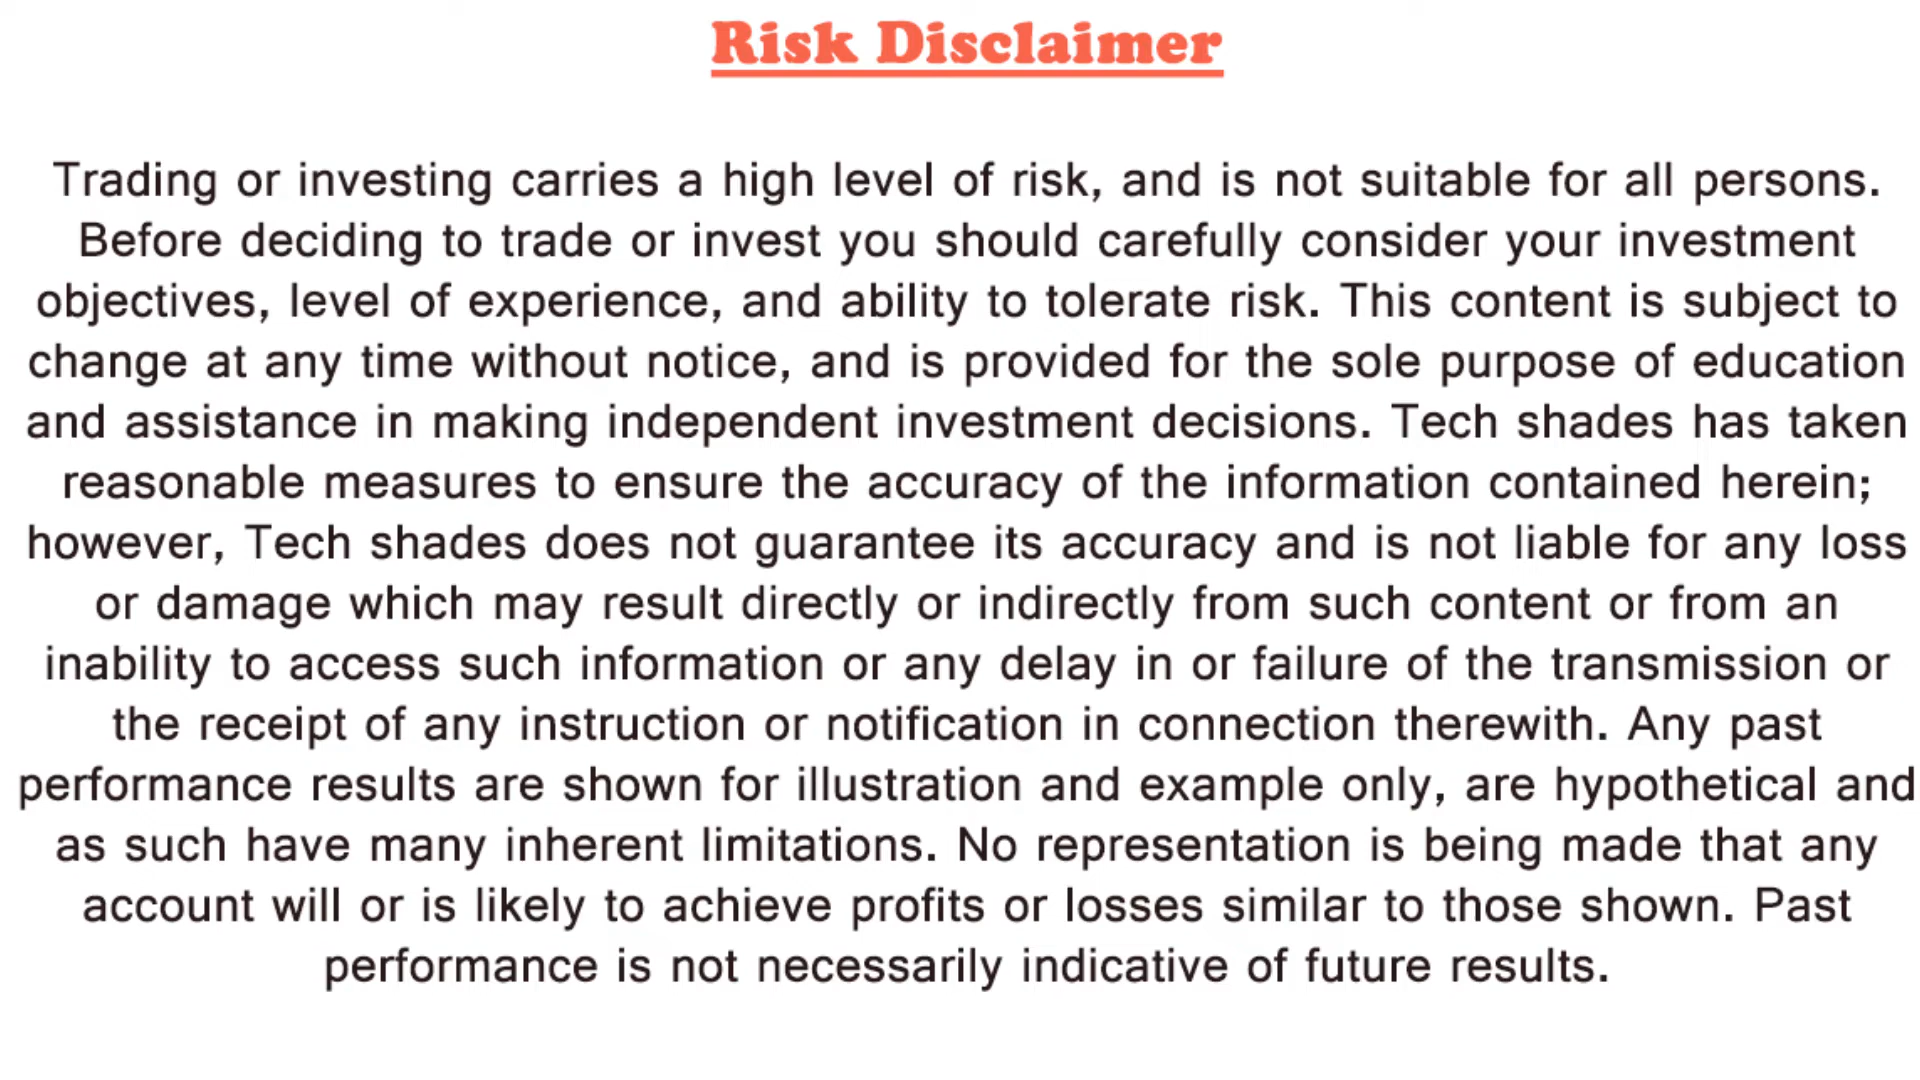 Risk Disclaimer
Trading or investing carries a high level of risk, and is not suitable for all persons.
Before deciding to trade or invest you should carefully consider your investment
objectives, level of experience, and ability to tolerate risk. This content is subject to
change at any time without notice, and is provided for the sole purpose of education
and assistance in making independent investment decisions. Tech shades has taken
reasonable measures to ensure the accuracy of the information contained herein;
however, Tech shades does not guarantee its accuracy and is not liable for any loss
or damage which may result directly or indirectly from such content or from an
inability to access such information or any delay in or failure of the transmission or
the receipt of any instruction or notification in connection therewith. Any past
performance results are shown for illustration and example only, are hypothetical and
as such have many inherent limitations. No representation is being made that any
account will or is likely to achieve profits or losses similar to those shown. Past
performance is not necessarily indicative of future results.